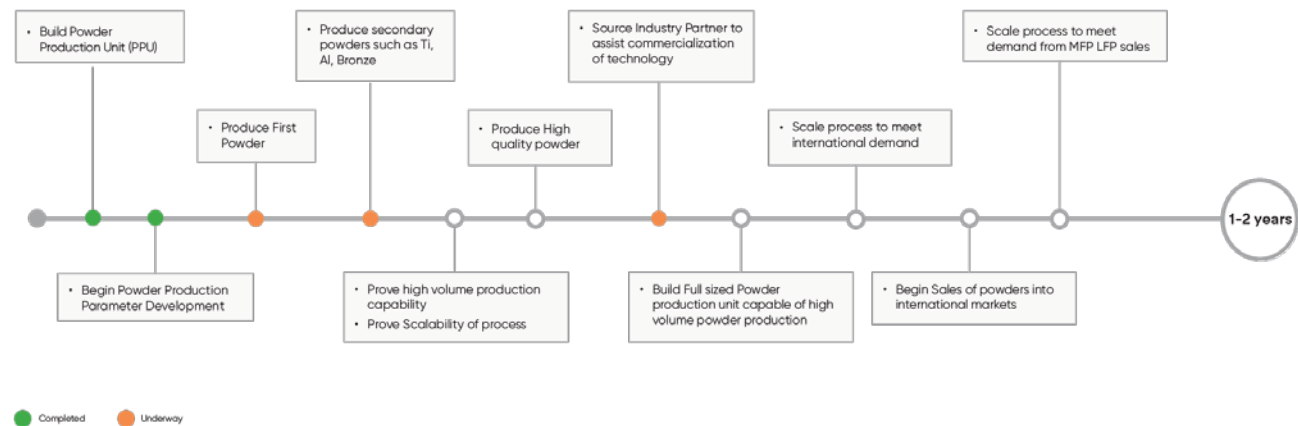 • Build Powder
Production Unit (PPU)
• Produce secondary
powders such as Ti,
Al, Bronze
• Source Industry Partner to
assist commercialization
of technology
• Scale process to meet
demand from MFP LFP sales
• Produce First
Powder
• Produce High
quality powder
• Scale process to meet
international demand
1-2 years
• Begin Powder Production
Parameter Development
• Prove high volume production
capability
• Prove Scalability of process
• Build Full sized Powder
production unit capable of high
volume powder production
• Begin Sales of powders into
international markets
Completed
Underway